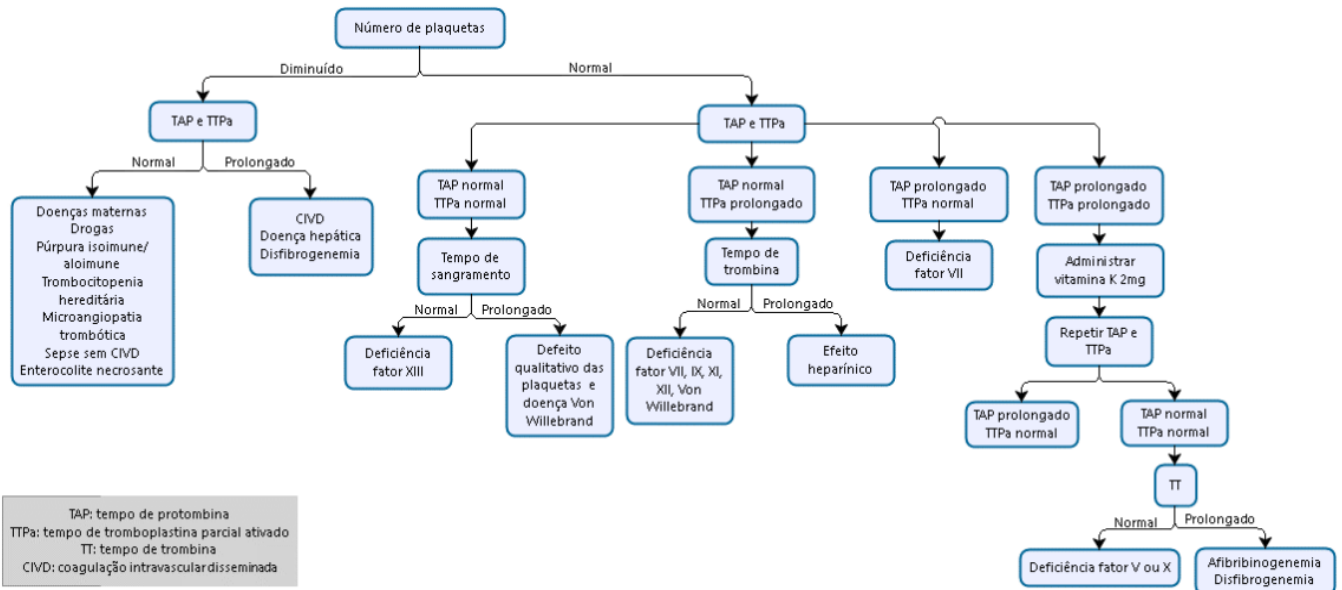 Número de plaquetas
Diminuído
Normal
TAP e TTPa
TAP e TTPa
Normal
Prolongado
Doenças maternas
Drogas
Púrpura isoimune/
aloimune
Trombocitopenia
hereditária
Microangiopatia
trombótica
Sepse sem CIVD
Enterocolite necrosante
CIVD
Doença hepática
Disfibrogenemia
TAP normal
TTPa normal
TAP normal
TTPa prolongado
TAP prolongado
TTPa normal
TAP prolongado
TTPa prolongado
Tempo de
sangramento
Tempo de
trombina
Deficiência
fator VII
Administrar
vitamina K 2mg
Normal
Prolongado
Normal
Prolongado
Deficiência
fator XIII
Defeito
qualitativo das
plaquetas e
doença Von
Willebrand
Deficiência
fator VII, IX, XI,
XII, Von
Willebrand
Efeito
heparínico
Repetir TAP e
TTPa
TAP prolongado
TTPa normal
TAP normal
TTPa normal
TT
Normal
Prolongado
Deficiência fator V ou X
Afibribinogenemia
Disfibrogenemia
TAP: tempo de protombina
TTPa: tempo de tromboplastina parcial ativado
TT: tempo de trombina
CIVD: coagulação intravascular disseminada